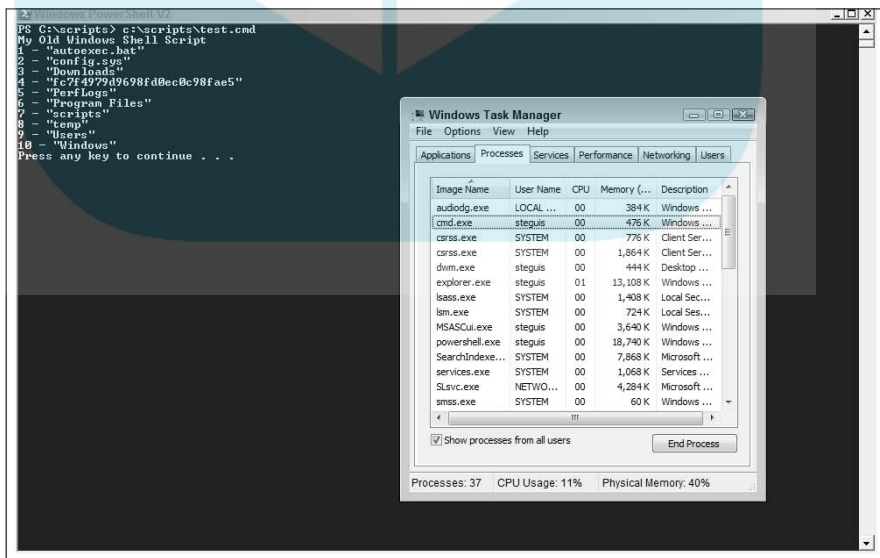 Windows PowerShell V2
PS C:\scripts> c:\scripts\test.cmd
My Old Windows Shell Script
1 - "autoexec.bat"
2 - "config.sys"
3 - "Downloads"
4 - "fc7f4979d9698fd0ec0c98fae5"
5 - "PerfLogs"
6 - "Program Files"
7 - "scripts"
8 - "temp"
9 - "Users"
10 - "Windows"
Press any key to continue . . .
Windows Task Manager
File Options View Help
Applications Processes Services Performance Networking Users
Image Name User Name CPU Memory (... Description
audiodg.exe LOCAL ... 00 384 K Windows ...
cmd.exe steguis 00 476 K Windows ...
csrss.exe SYSTEM 00 776 K Client Ser...
csrss.exe SYSTEM 00 1,864 K Client Ser...
dwm.exe steguis 00 444 K Desktop ...
explorer.exe steguis 01 13,108 K Windows ...
lsass.exe SYSTEM 00 1,408 K Local Sec...
lsm.exe SYSTEM 00 724 K Local Ses...
MSASCui.exe steguis 00 3,640 K Windows ...
powershell.exe steguis 00 18,740 K Windows ...
SearchIndexe... SYSTEM 00 7,868 K Microsoft ...
services.exe SYSTEM 00 1,068 K Services ...
SLsvc.exe NETWO... 00 4,284 K Microsoft ...
smss.exe SYSTEM 00 60 K Windows ...
Show processes from all users
End Process
Processes: 37 CPU Usage: 11% Physical Memory: 40%